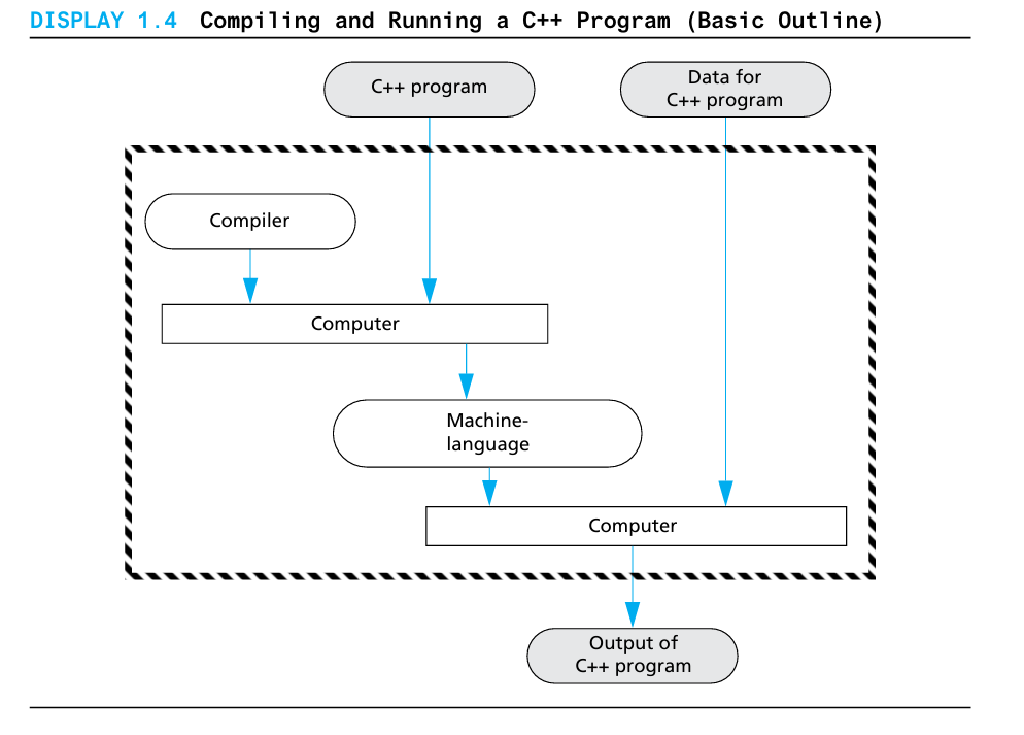 DISPLAY 1.4 Compiling and Running a C++ Program (Basic Outline)
C++ program
Data for
C++ program
Compiler
Computer
Machine-
language
Computer
Output of
C++ program